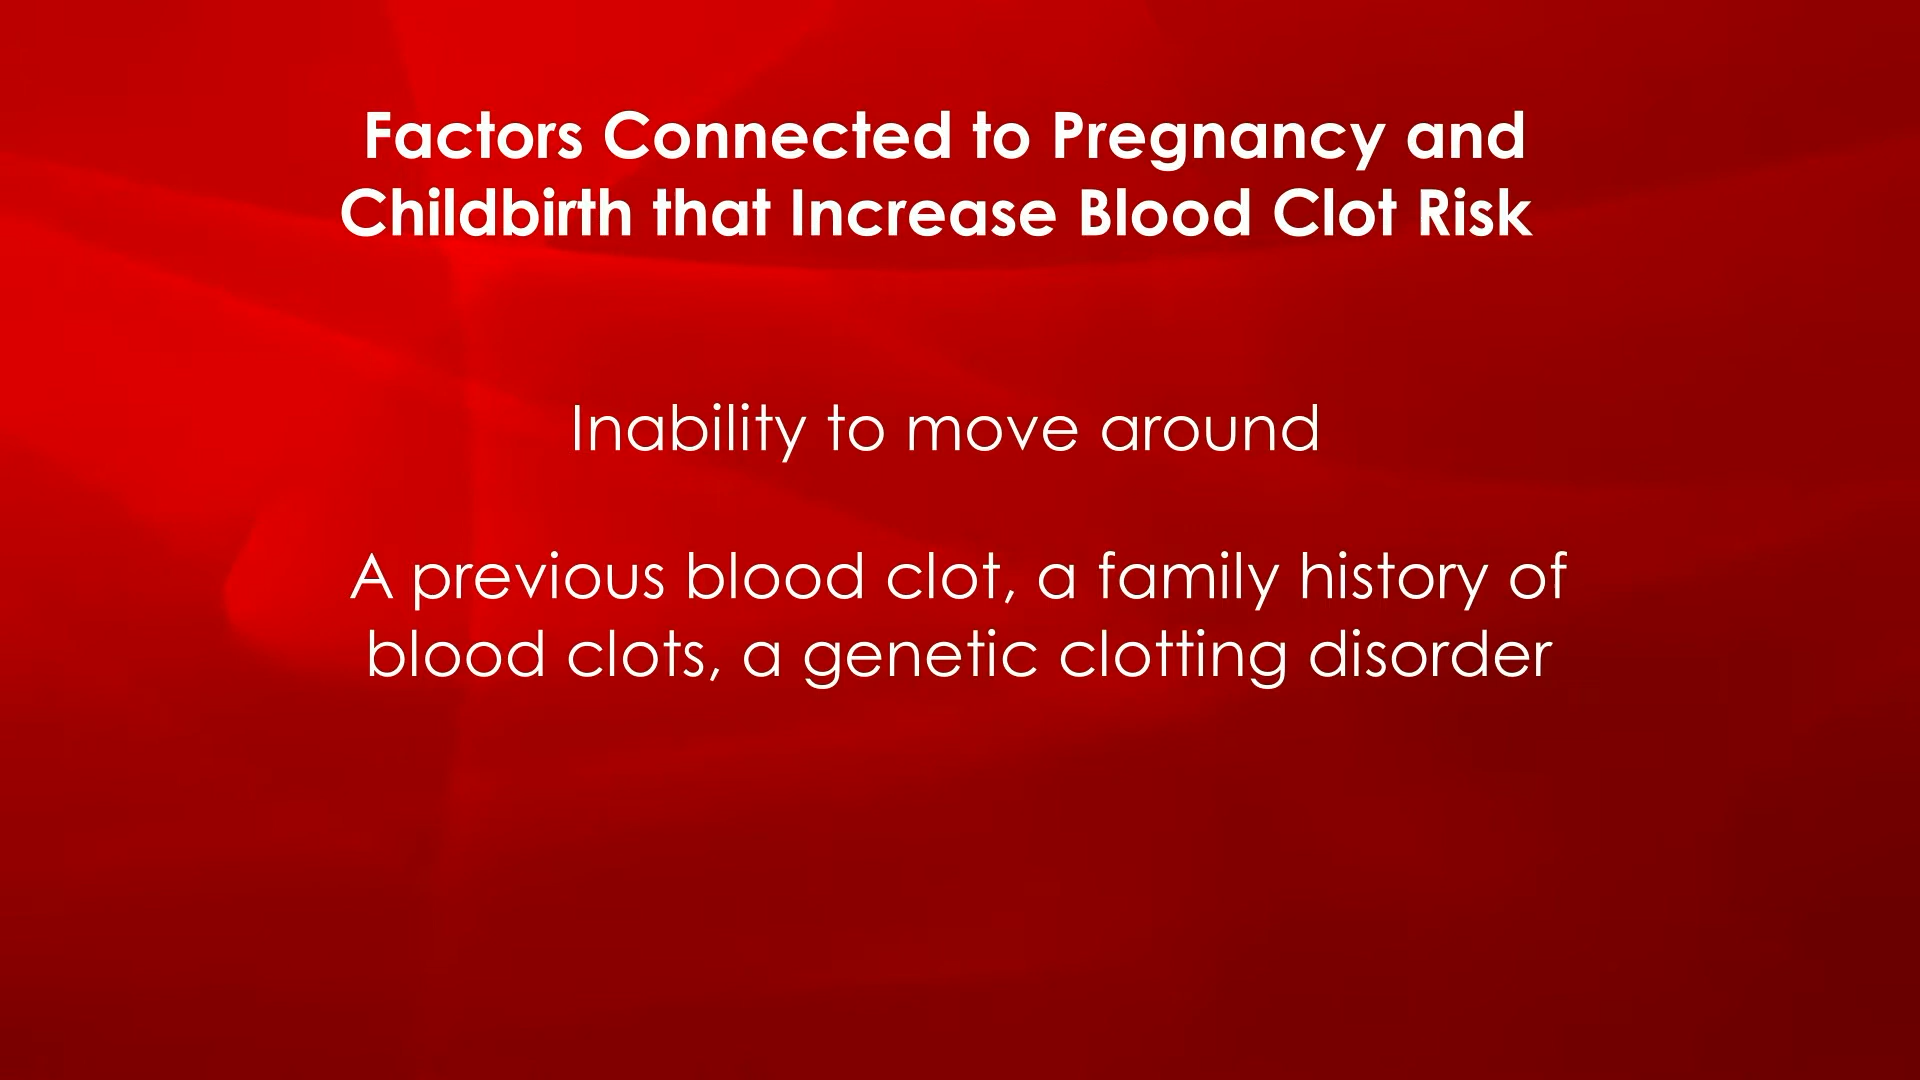 Factors Connected to Pregnancy and
Childbirth that Increase Blood Clot Risk
Inability to move around
A previous blood clot, a family history of
blood clots, a genetic clotting disorder